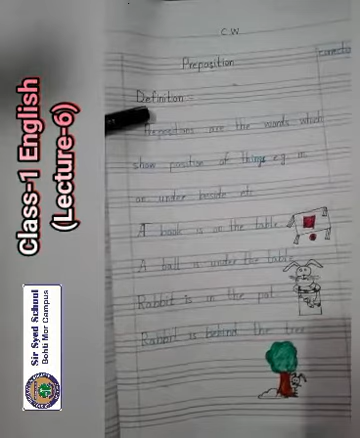 Class-1 English
(Lecture-6)
Sir Syed School
Bohti Mor Campus
C.W
Preposition
Definition:-
Prepositions are the words which
show position of things e.g in
on under beside etc
A book is on the table
A ball is under the table
Rabbit is in the pot
Rabbit is behind the tree